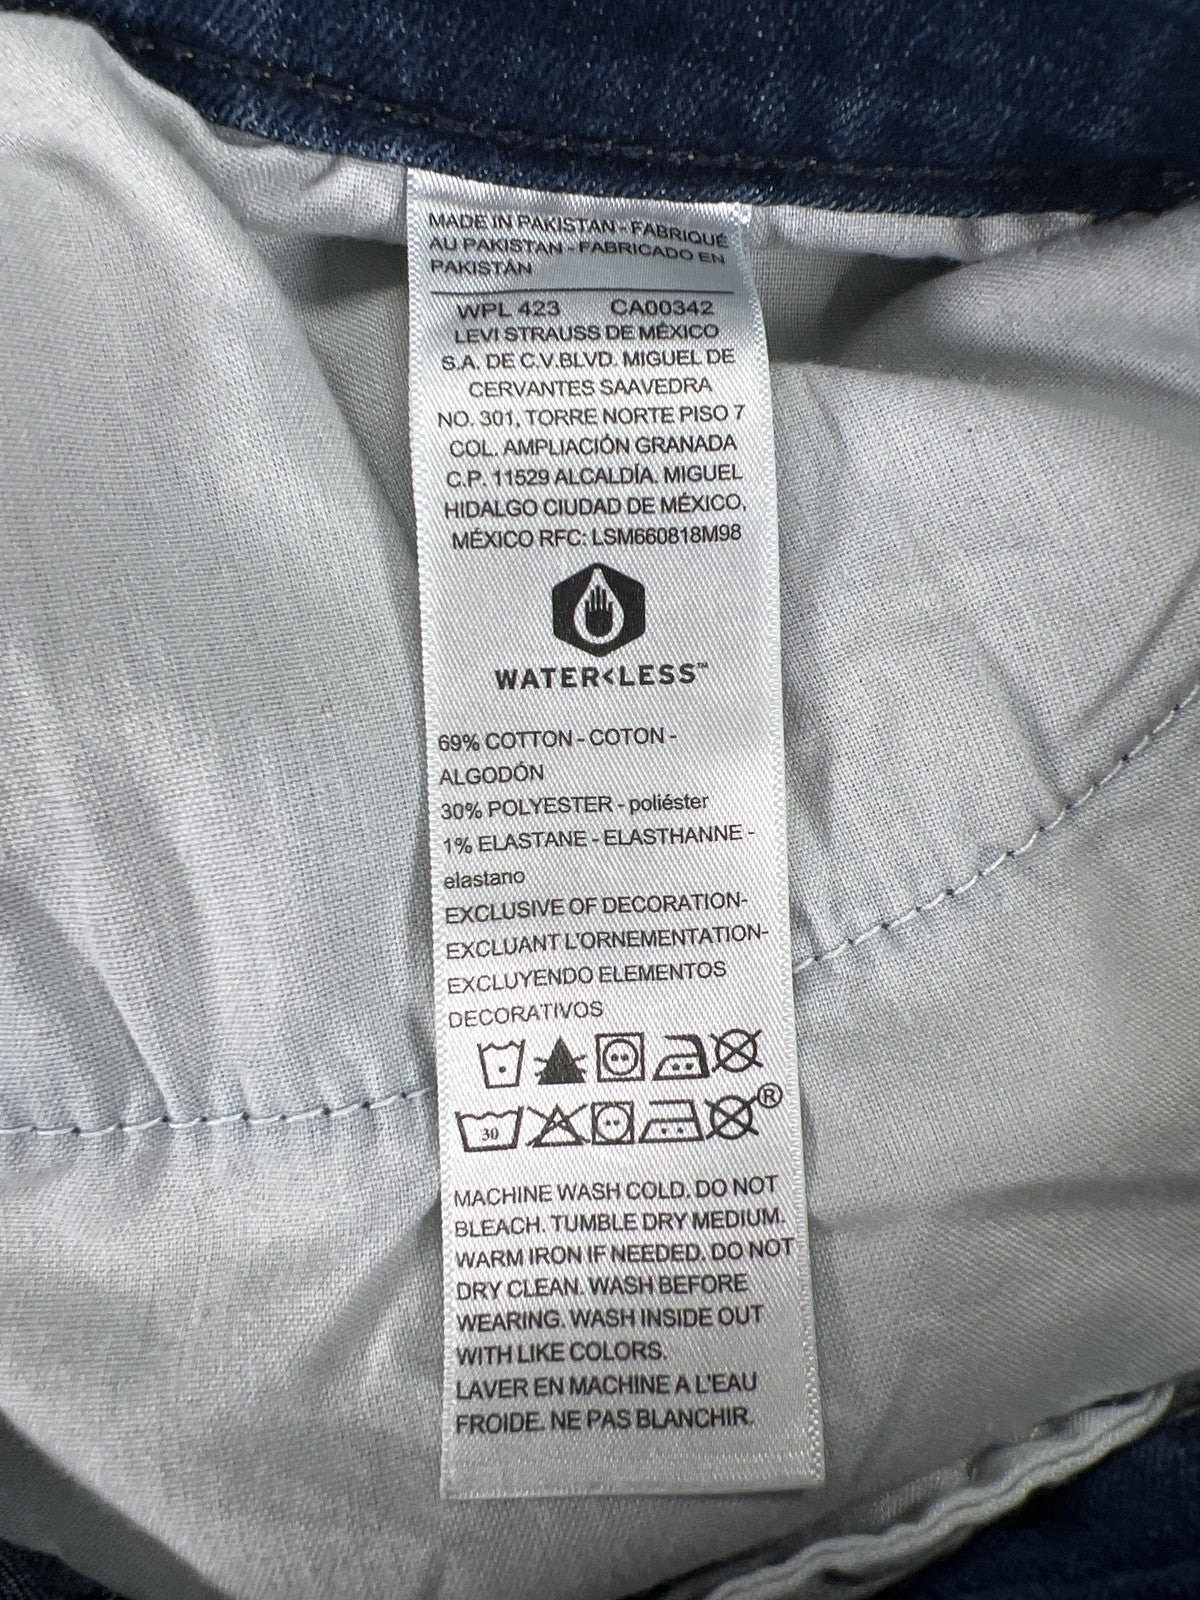 MADE IN PAKISTAN - FABRIQUÉ
AU PAKISTAN - FABRICADO EN
PAKISTÁN
WPL 423 CA00342
LEVI STRAUSS DE MÉXICO
S.A. DE C.V.BLVD. MIGUEL DE
CERVANTES SAAVEDRA
NO. 301, TORRE NORTE PISO 7
COL. AMPLIACIÓN GRANADA
C.P. 11529 ALCALDÍA. MIGUEL
HIDALGO CIUDAD DE MÉXICO,
MÉXICO RFC: LSM660818M98
WATER<LESS™
69% COTTON - COTON -
ALGODÓN
30% POLYESTER - poliéster
1% ELASTANE - ELASTHANNE -
elastano
EXCLUSIVE OF DECORATION-
EXCLUANT L'ORNEMENTATION-
EXCLUYENDO ELEMENTOS
DECORATIVOS
30 ®
MACHINE WASH COLD. DO NOT
BLEACH. TUMBLE DRY MEDIUM.
WARM IRON IF NEEDED. DO NOT
DRY CLEAN. WASH BEFORE
WEARING. WASH INSIDE OUT
WITH LIKE COLORS.
LAVER EN MACHINE A L'EAU
FROIDE. NE PAS BLANCHIR.